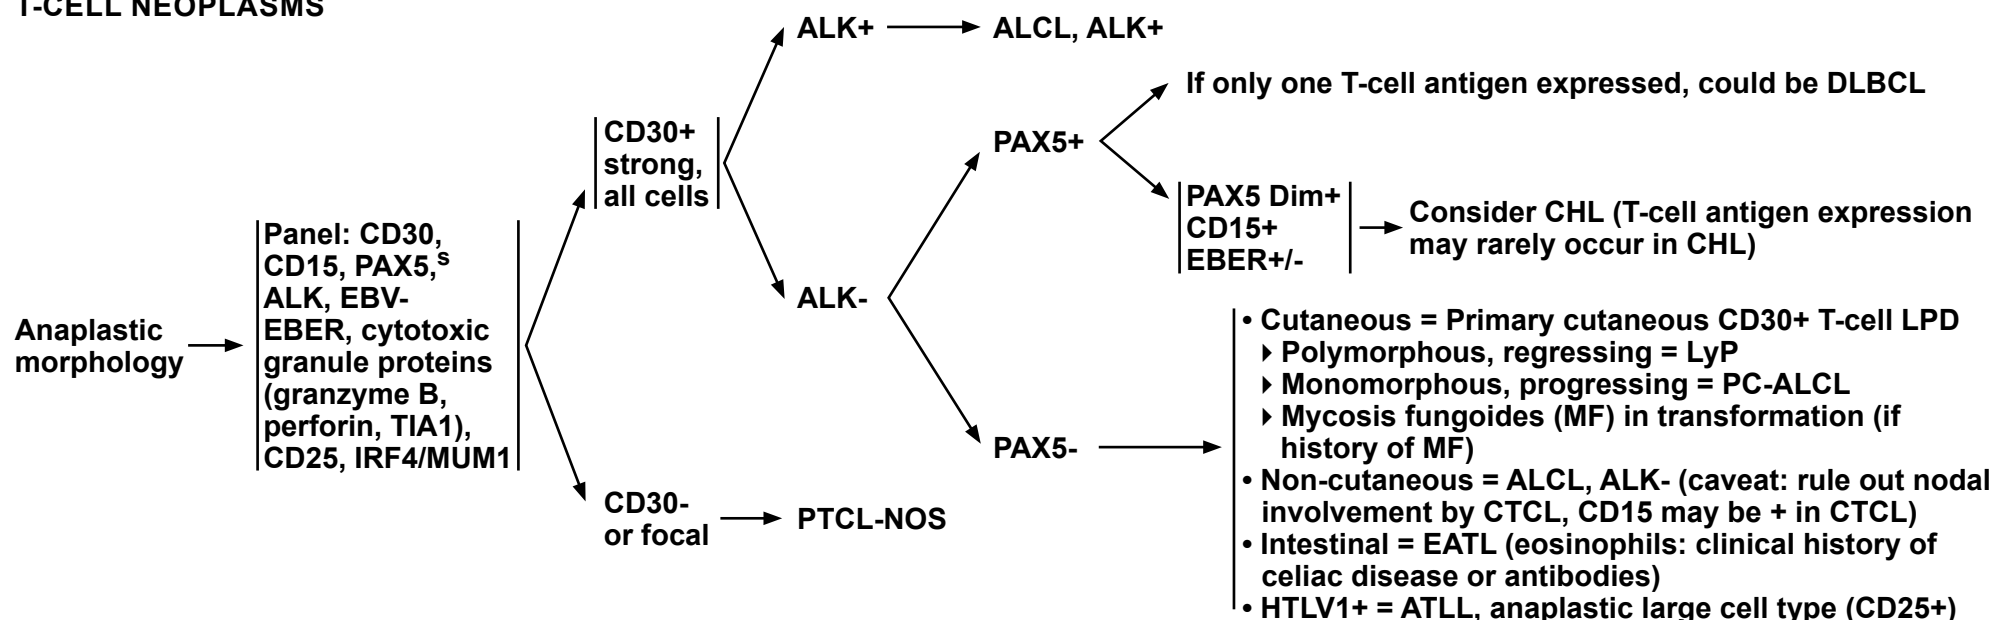 T-CELL NEOPLASMS
Anaplastic
morphology
Panel: CD30,
CD15, PAX5,s
ALK, EBV-
EBER, cytotoxic
granule proteins
(granzyme B,
perforin, TIA1),
CD25, IRF4/MUM1
CD30+
strong,
all cells
CD30-
or focal
PTCL-NOS
ALK+
ALCL, ALK+
ALK-
PAX5+
If only one T-cell antigen expressed, could be DLBCL
PAX5 Dim+
CD15+
EBER+/-
Consider CHL (T-cell antigen expression
may rarely occur in CHL)
PAX5-
• Cutaneous = Primary cutaneous CD30+ T-cell LPD
‣ Polymorphous, regressing = LyP
‣ Monomorphous, progressing = PC-ALCL
‣ Mycosis fungoides (MF) in transformation (if
history of MF)
• Non-cutaneous = ALCL, ALK- (caveat: rule out nodal
involvement by CTCL, CD15 may be + in CTCL)
• Intestinal = EATL (eosinophils: clinical history of
celiac disease or antibodies)
• HTLV1+ = ATLL, anaplastic large cell type (CD25+)